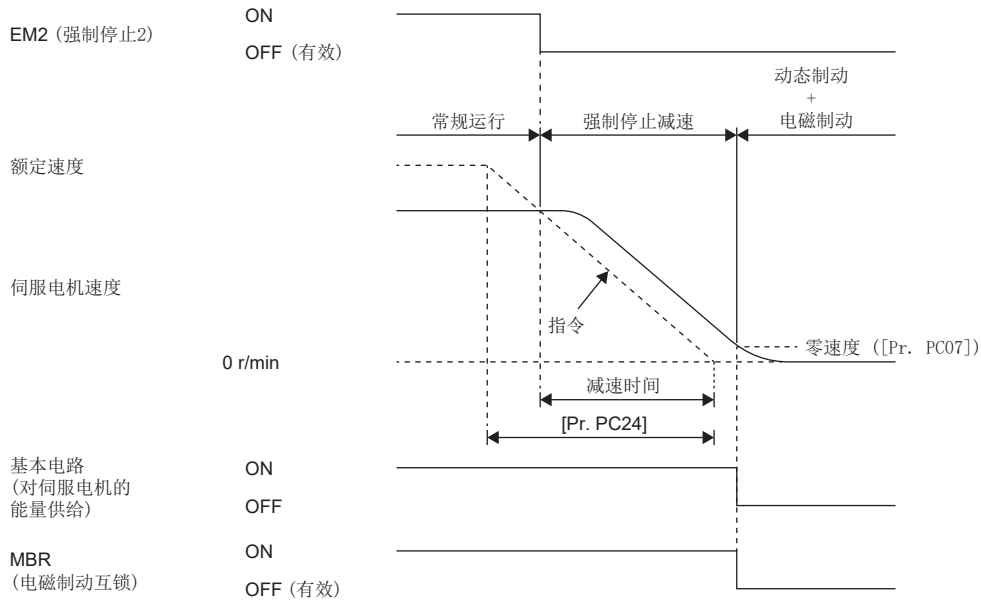 ON
EM2 (强制停止2)
OFF (有效)
动态制动
+
电磁制动
常规运行
强制停止减速
额定速度
伺服电机速度
指令
零速度 ([Pr. PC07])
0 r/min
减速时间
[Pr. PC24]
基本电路
(对伺服电机的
能量供给)
ON
OFF
MBR
(电磁制动互锁)
ON
OFF (有效)